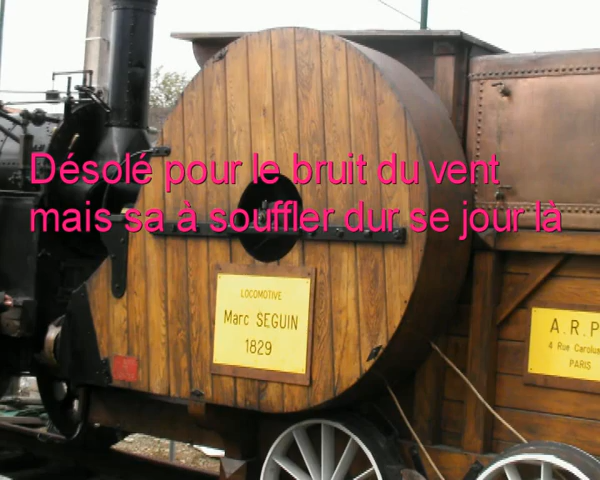 Désolé pour le bruit du vent
mais sa à souffler dur se jour là
LOCOMOTIVE
Marc SEGUIN
1829
A.R.P
4 Rue
PARIS